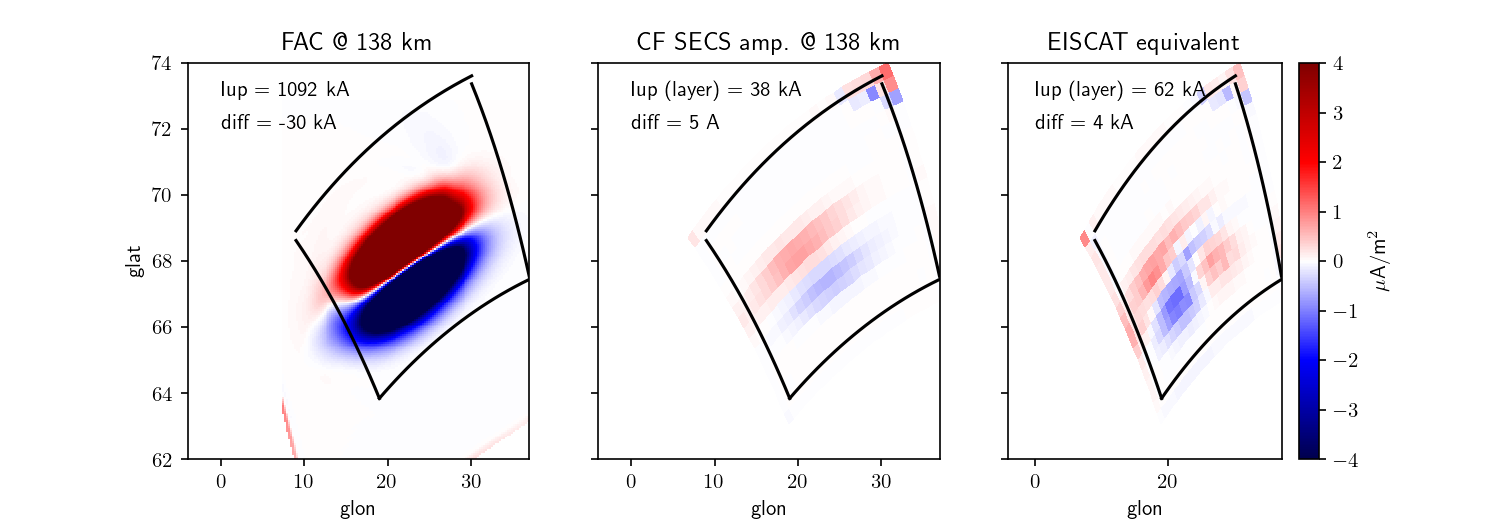 FAC @ 138 km
CF SECS amp. @ 138 km
EISCAT equivalent
Iup = 1092 kA
diff = -30 kA
Iup (layer) = 38 kA
diff = 5 A
Iup (layer) = 62 kA
diff = 4 kA
74
72
70
68
66
64
62
glat
0
10
20
30
glon
0
10
20
30
glon
0
20
glon
4
3
2
1
0
−1
−2
−3
−4
μA/m²